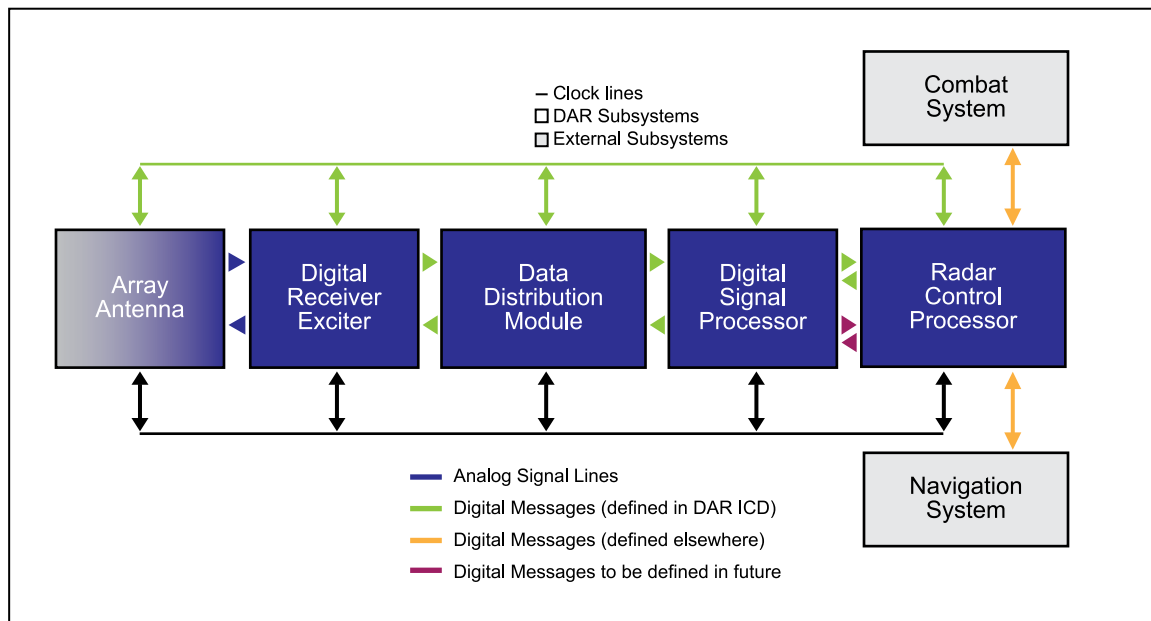 Combat
System
Clock lines
DAR Subsystems
External Subsystems
Array
Antenna
Digital
Receiver
Exciter
Data
Distribution
Module
Digital
Signal
Processor
Radar
Control
Processor
Analog Signal Lines
Digital Messages (defined in DAR ICD)
Digital Messages (defined elsewhere)
Digital Messages to be defined in future
Navigation
System